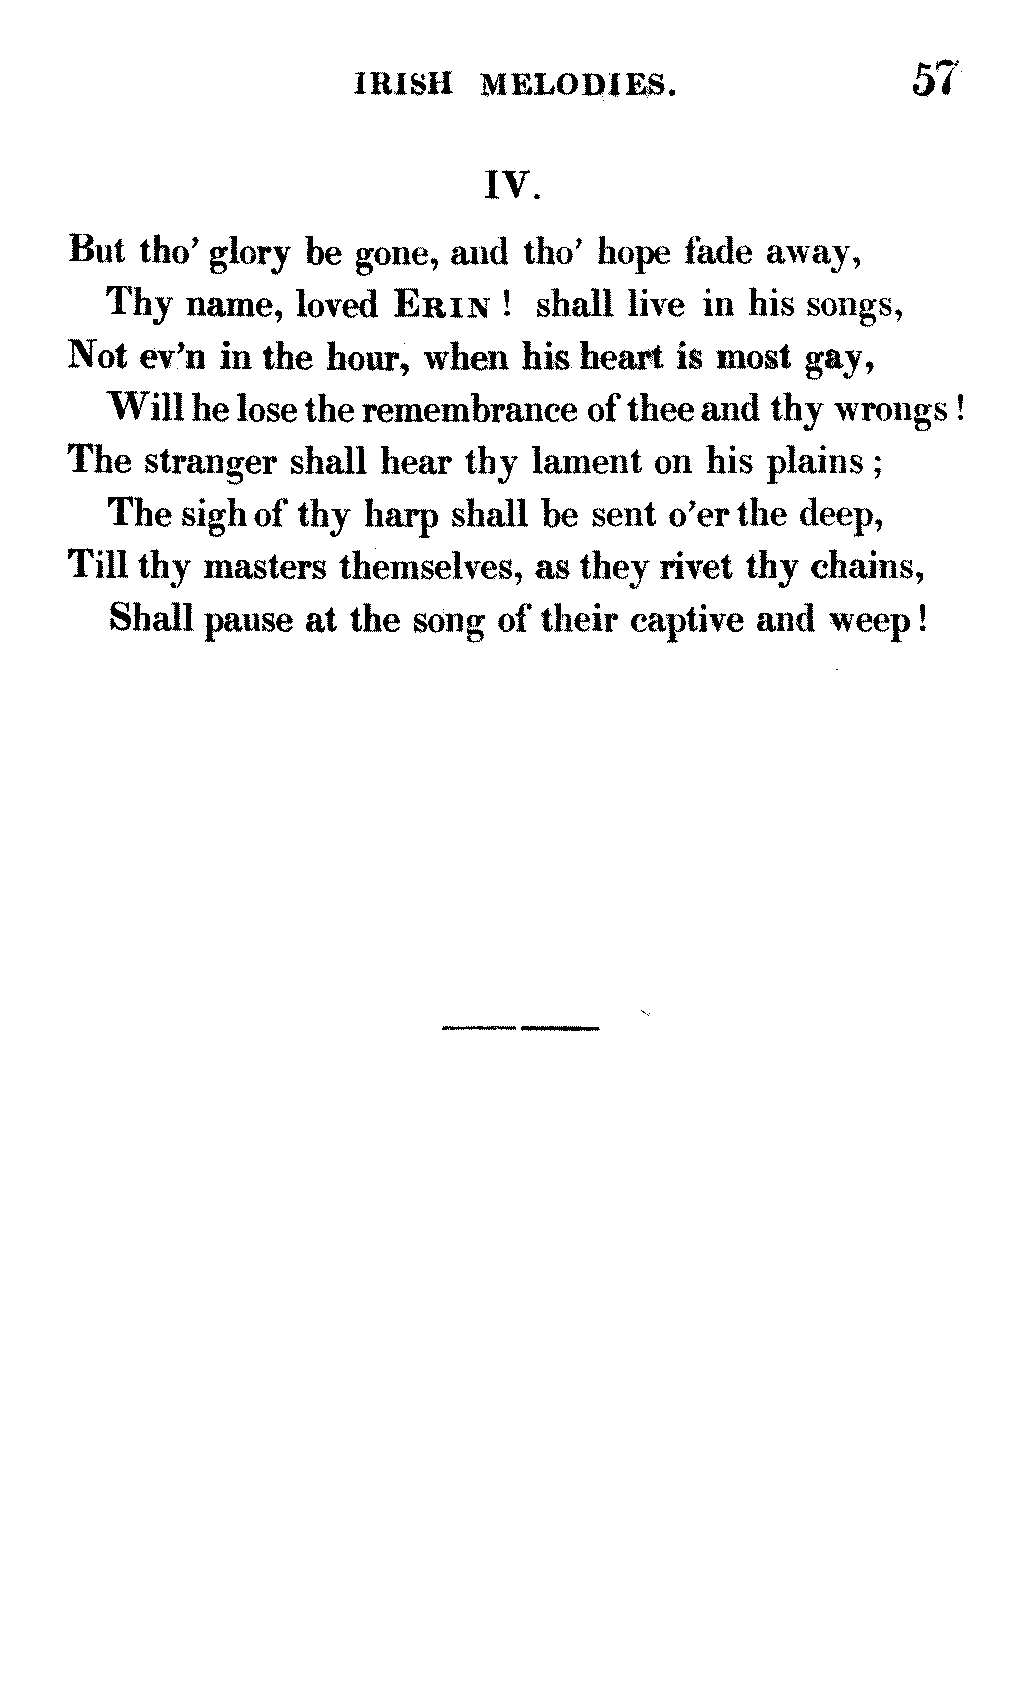 IRISH MELODIES. 57
IV.
But tho’ glory be gone, and tho’ hope fade away,
Thy name, loved ERIN ! shall live in his songs,
Not ev’n in the hour, when his heart is most gay,
Will he lose the remembrance of thee and thy wrongs !
The stranger shall hear thy lament on his plains ;
The sigh of thy harp shall be sent o’er the deep,
Till thy masters themselves, as they rivet thy chains,
Shall pause at the song of their captive and weep !